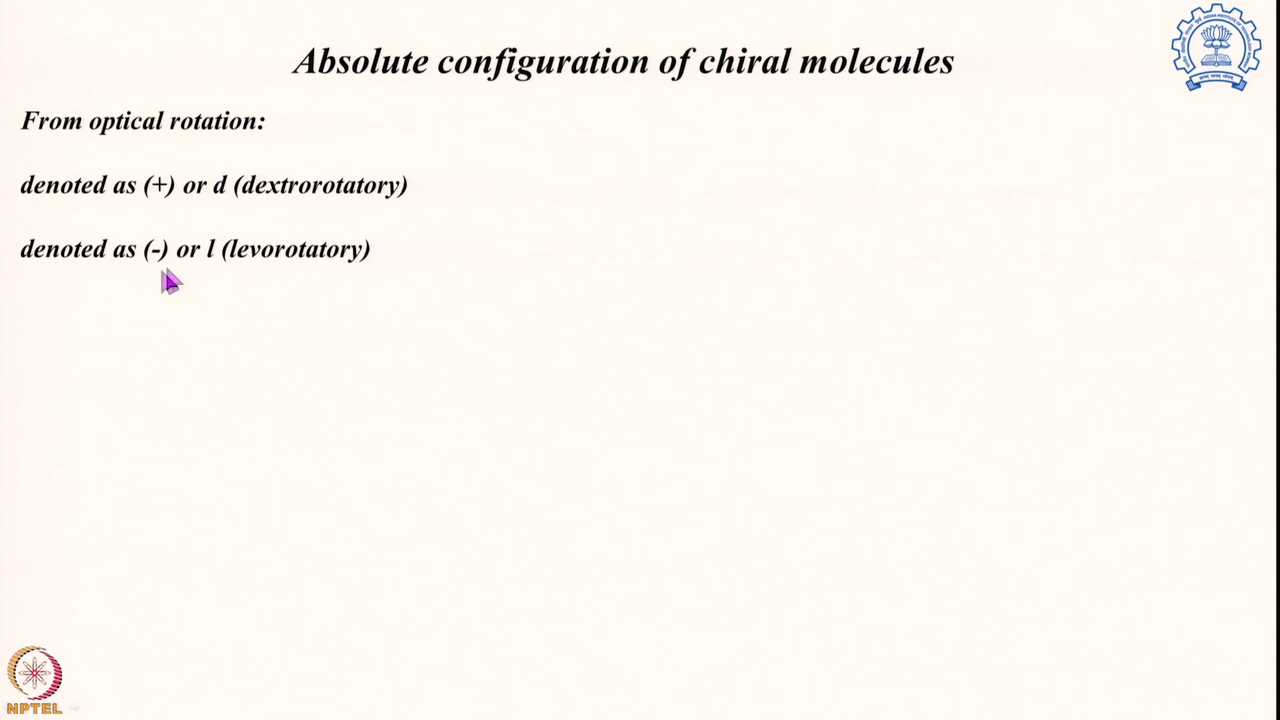 Absolute configuration of chiral molecules
From optical rotation:
denoted as (+) or d (dextrorotatory)
denoted as (-) or l (levorotatory)
NPTEL